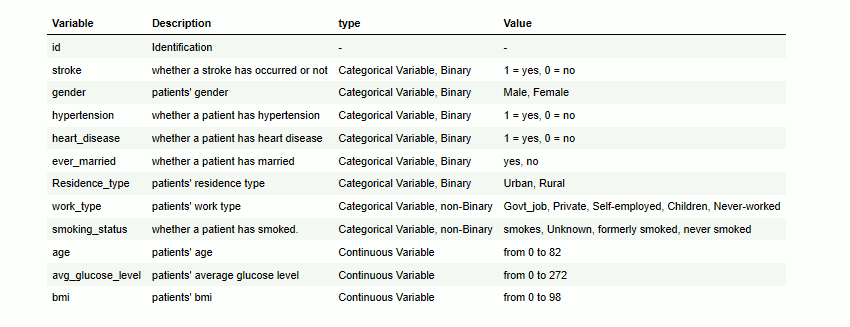 Variable Description type Value
id Identification - -
stroke whether a stroke has occurred or not Categorical Variable, Binary 1 = yes, 0 = no
gender patients' gender Categorical Variable, Binary Male, Female
hypertension whether a patient has hypertension Categorical Variable, Binary 1 = yes, 0 = no
heart_disease whether a patient has heart disease Categorical Variable, Binary 1 = yes, 0 = no
ever_married whether a patient has married Categorical Variable, Binary yes, no
Residence_type patients' residence type Categorical Variable, Binary Urban, Rural
work_type patients' work type Categorical Variable, non-Binary Govt_job, Private, Self-employed, Children, Never-worked
smoking_status whether a patient has smoked. Categorical Variable, non-Binary smokes, Unknown, formerly smoked, never smoked
age patients' age Continuous Variable from 0 to 82
avg_glucose_level patients' average glucose level Continuous Variable from 0 to 272
bmi patients' bmi Continuous Variable from 0 to 98